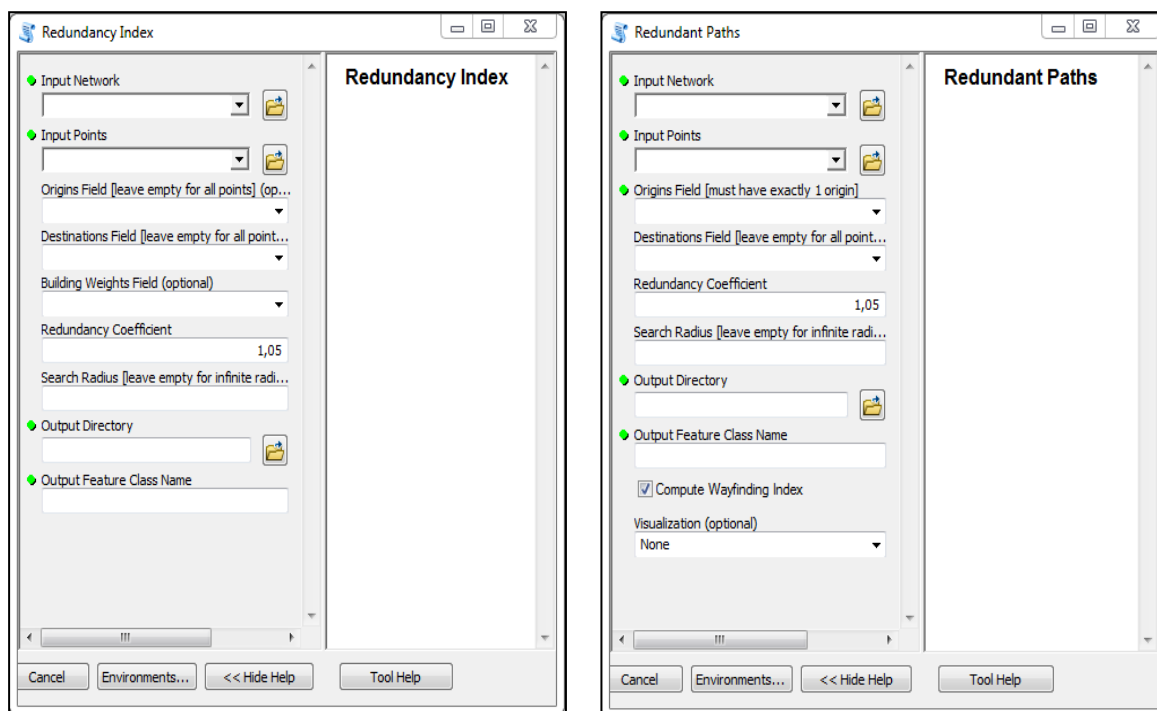 Redundancy Index
Input Network
Input Points
Origins Field [leave empty for all points] (op...
Destinations Field [leave empty for all point...
Building Weights Field (optional)
Redundancy Coefficient
1,05
Search Radius [leave empty for infinite radi...
Output Directory
Output Feature Class Name
Redundancy Index
Cancel
Environments...
<< Hide Help
Tool Help
Redundant Paths
Input Network
Input Points
Origins Field [must have exactly 1 origin]
Destinations Field [leave empty for all point...
Redundancy Coefficient
1,05
Search Radius [leave empty for infinite radi...
Output Directory
Output Feature Class Name
Compute Wayfinding Index
Visualization (optional)
None
Redundant Paths
Cancel
Environments...
<< Hide Help
Tool Help